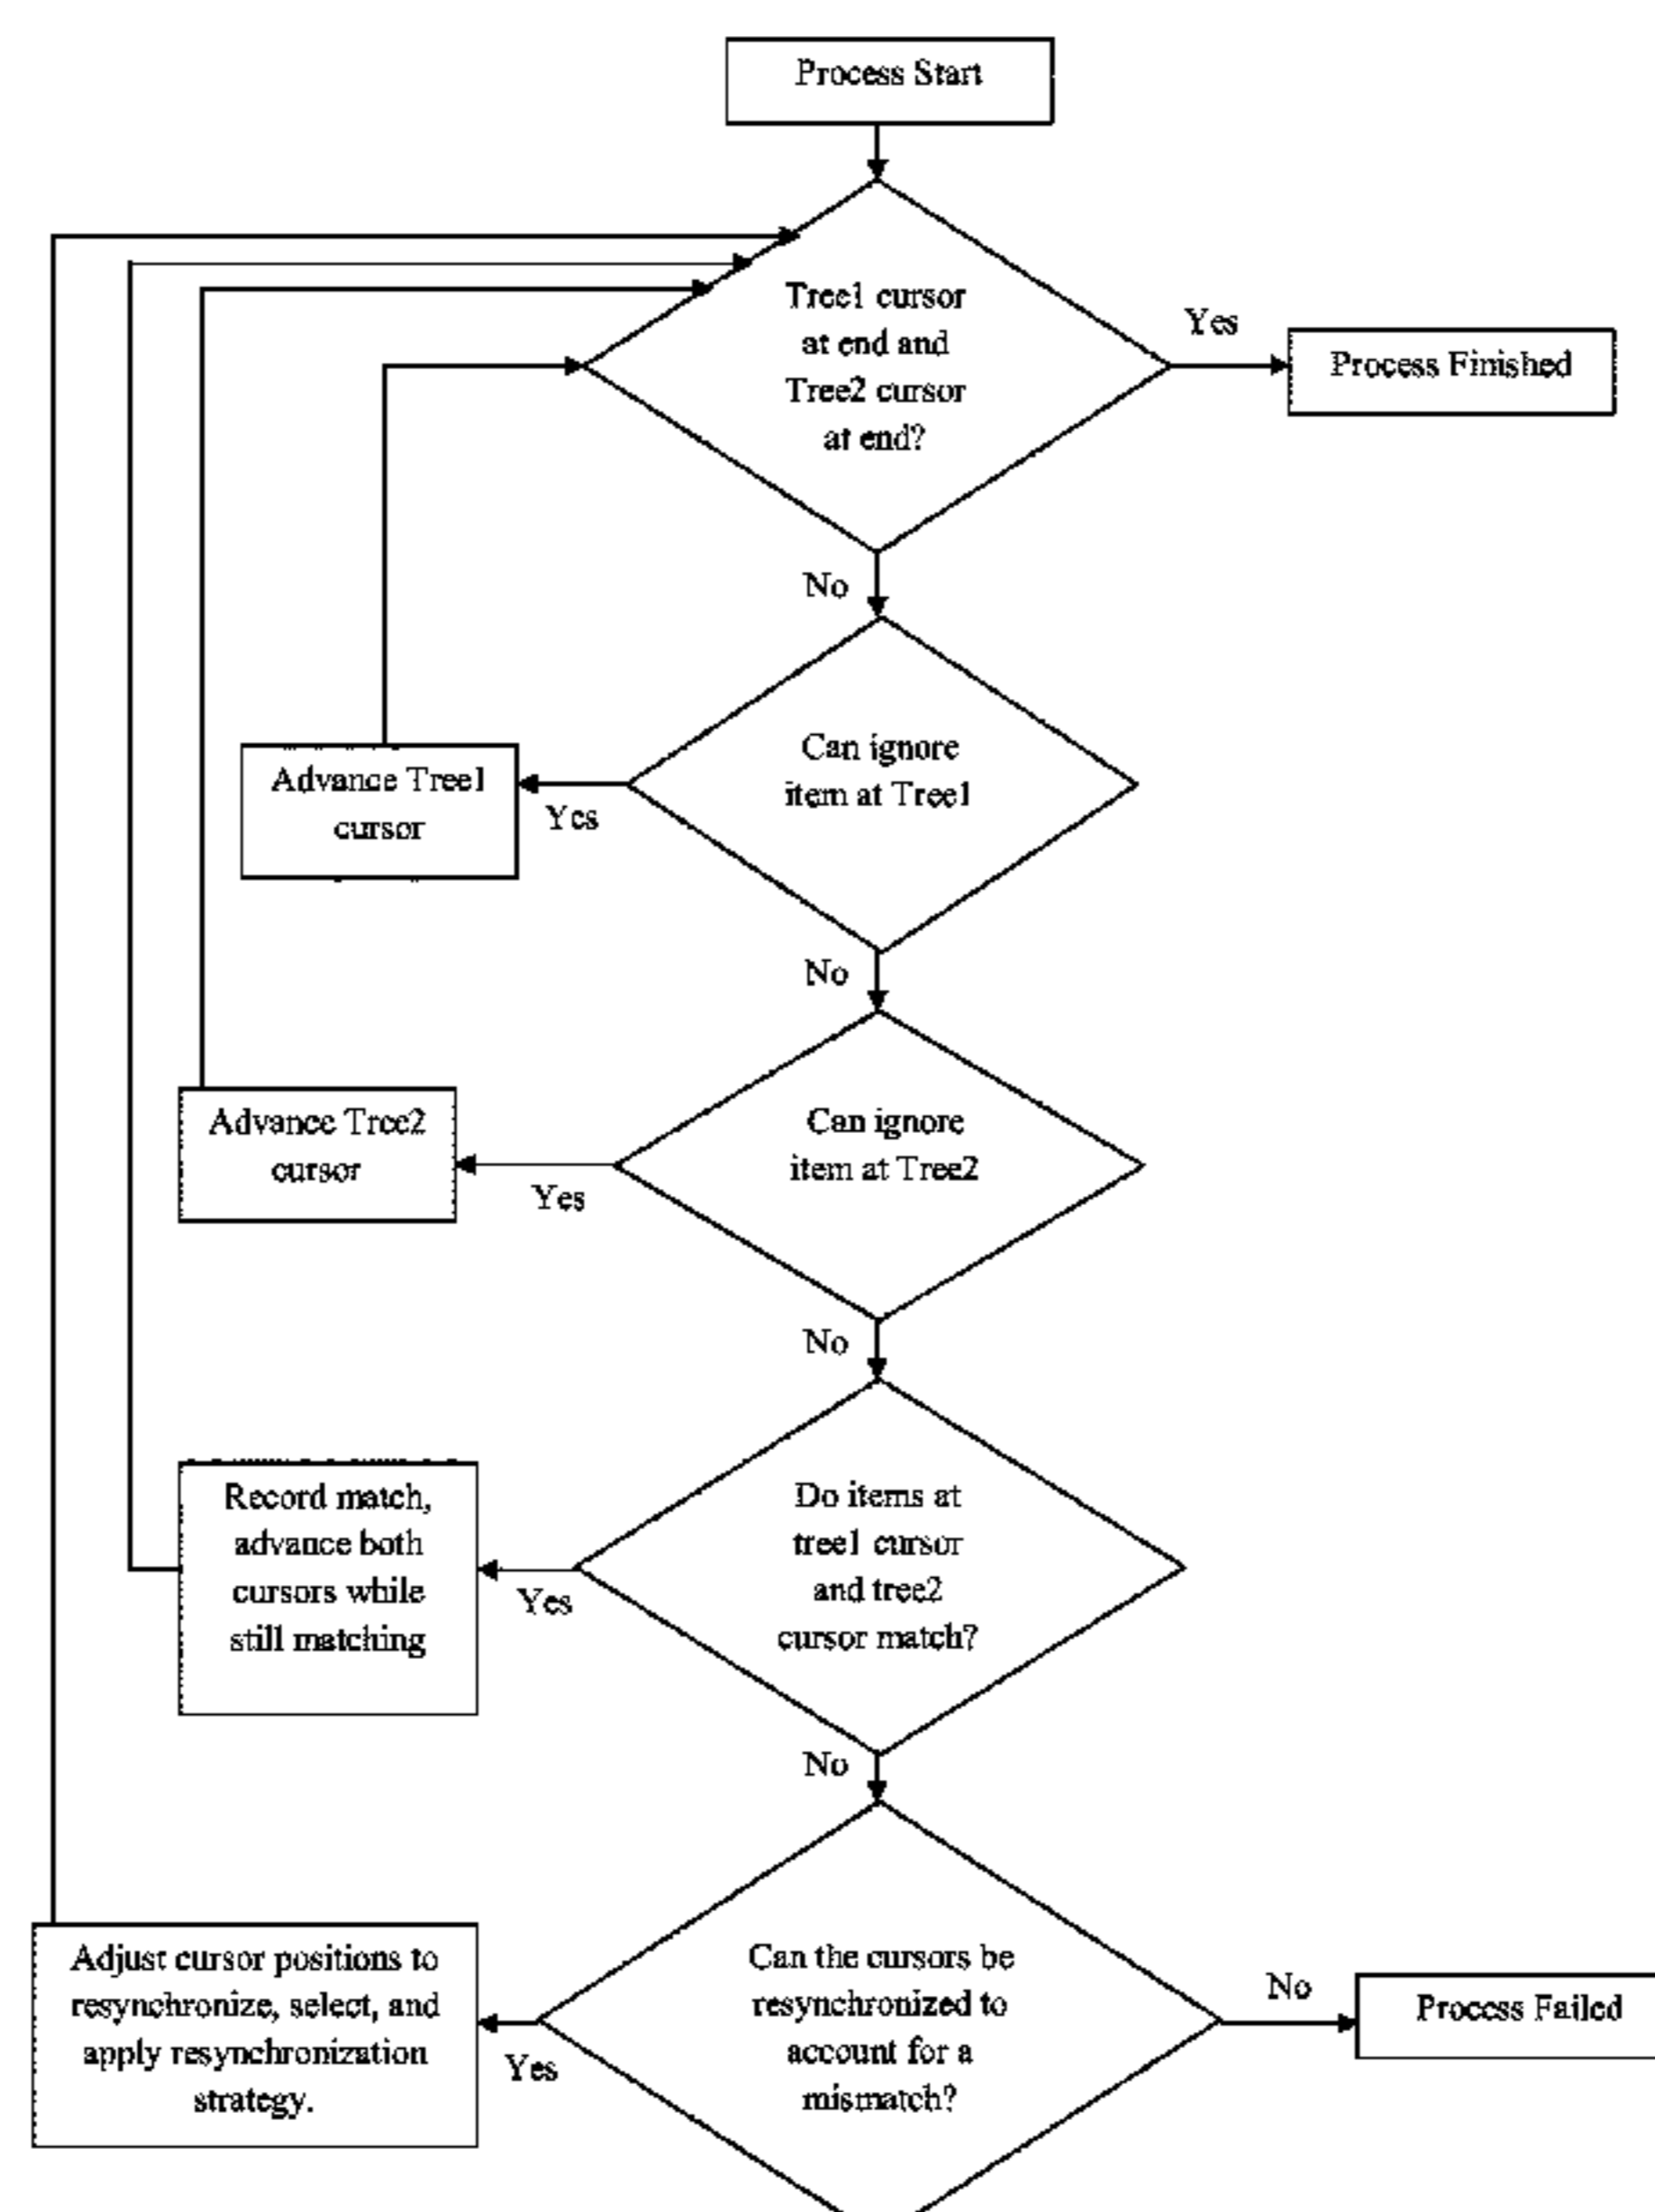 Process Start
Tree1 cursor
at end and
Tree2 cursor
at end?
Yes
Process Finished
No
Can ignore
item at Tree1
Yes
Advance Tree1
cursor
No
Can ignore
item at Tree2
Yes
Advance Tree2
cursor
No
Do items at
tree1 cursor
and tree2
cursor match?
Yes
Record match,
advance both
cursors while
still matching
No
Can the cursors be
resynchronized to
account for a
mismatch?
No
Process Failed
Yes
Adjust cursor positions to
resynchronize, select, and
apply resynchronization
strategy.